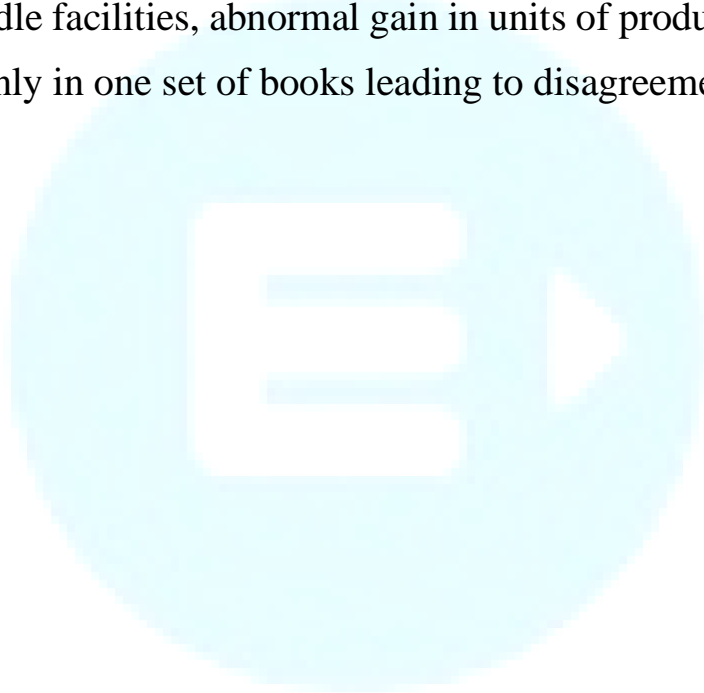 dle facilities, abnormal gain in units of produ
nly in one set of books leading to disagreeme